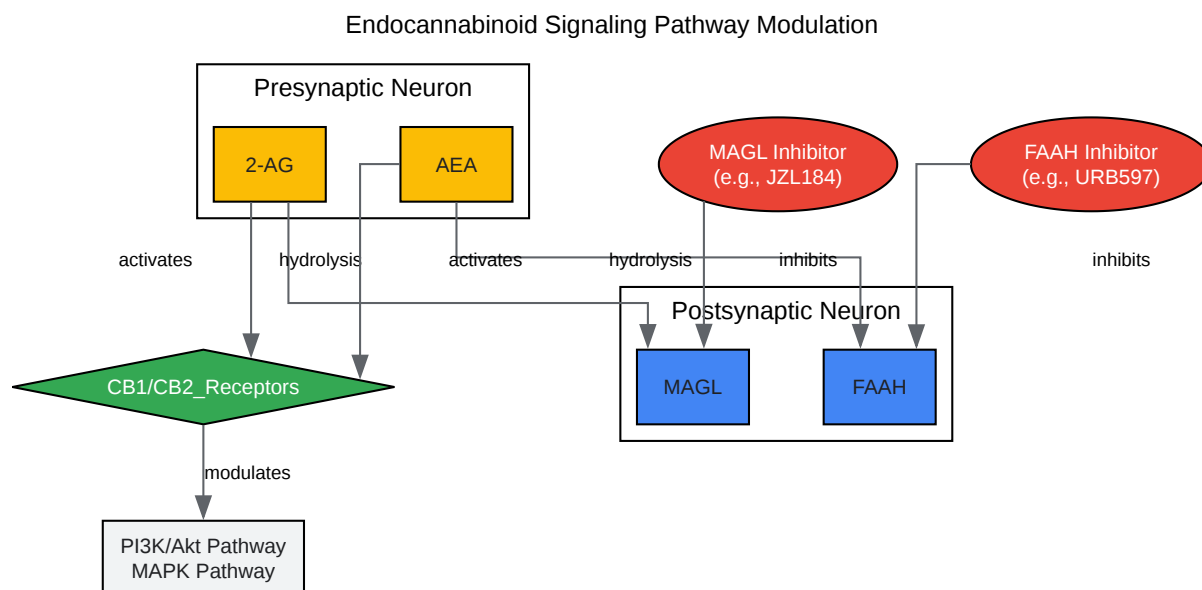 Endocannabinoid Signaling Pathway Modulation
Presynaptic Neuron
2-AG
AEA
MAGL Inhibitor
(e.g., JZL184)
FAAH Inhibitor
(e.g., URB597)
activates
hydrolysis
activates
hydrolysis
inhibits
inhibits
Postsynaptic Neuron
CB1/CB2_Receptors
MAGL
FAAH
modulates
PI3K/Akt Pathway
MAPK Pathway